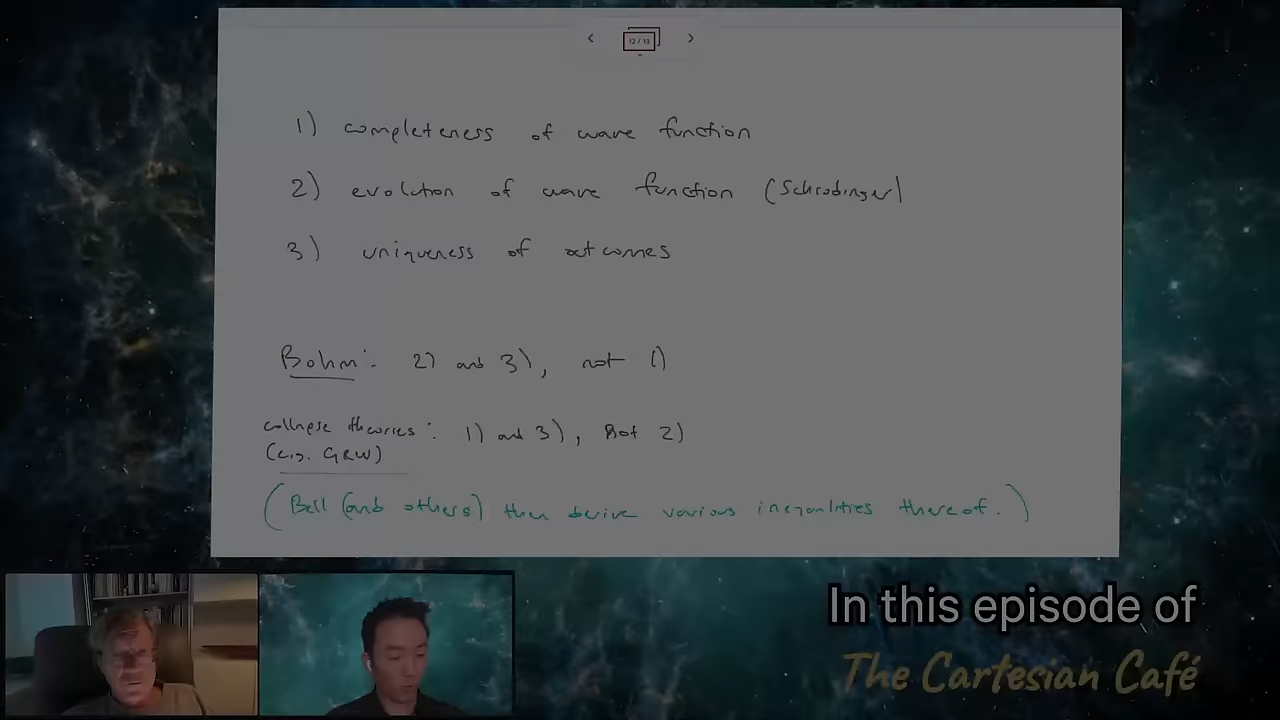 12 / 13
1) completeness of wave function
2) evolution of wave function (Schrodinger)
3) uniqueness of outcomes
Bohm: 2) and 3), not 1)
collapse theories: 1) and 3), not 2)
(e.g. GRW)
(Bell (and others) then derive various inequalities thereof.)
In this episode of
The Cartesian Café